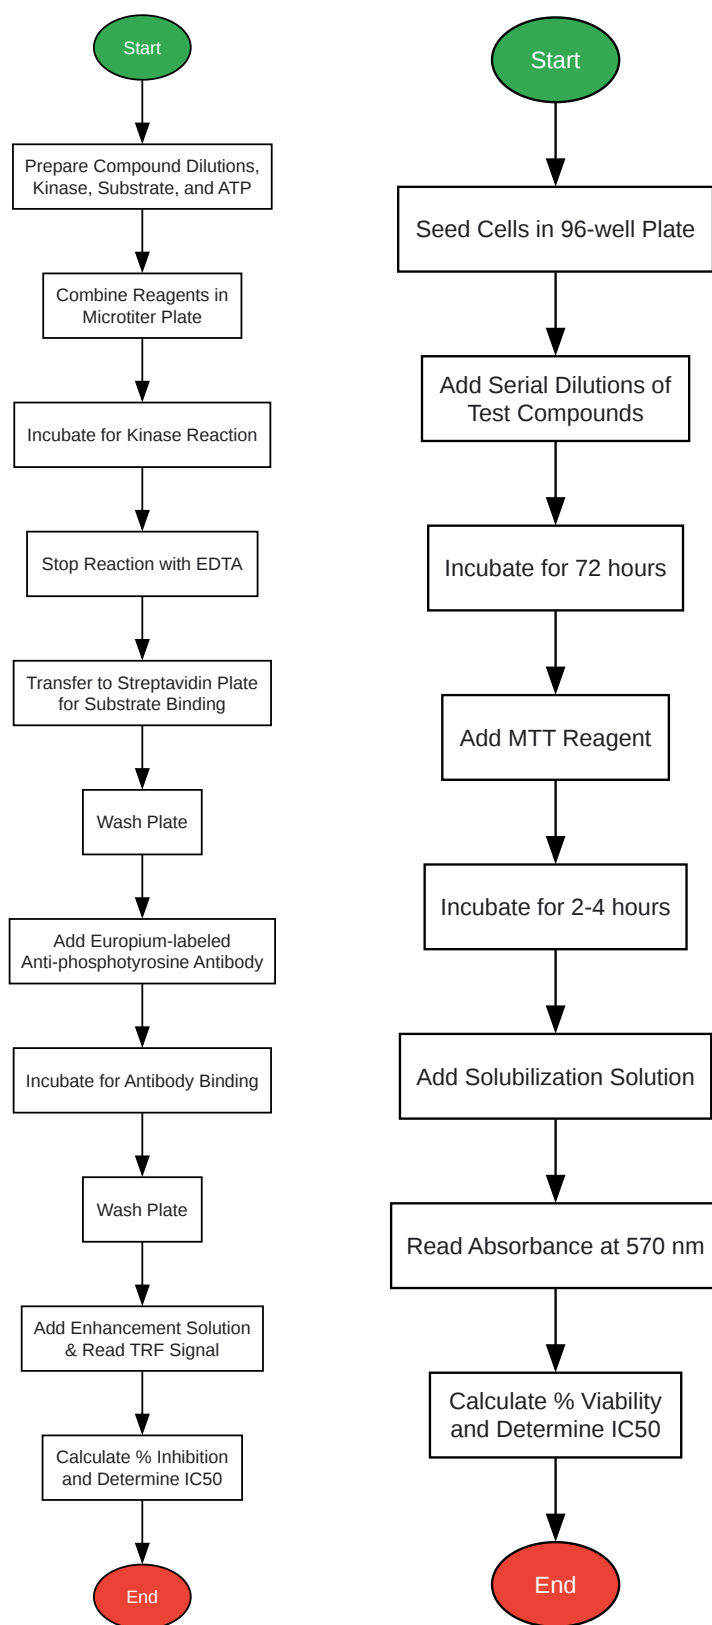 Start
Prepare Compound Dilutions,
Kinase, Substrate, and ATP
Combine Reagents in
Microtiter Plate
Incubate for Kinase Reaction
Stop Reaction with EDTA
Transfer to Streptavidin Plate
for Substrate Binding
Wash Plate
Add Europium-labeled
Anti-phosphotyrosine Antibody
Incubate for Antibody Binding
Wash Plate
Add Enhancement Solution
& Read TRF Signal
Calculate % Inhibition
and Determine IC50
End
Start
Seed Cells in 96-well Plate
Add Serial Dilutions of
Test Compounds
Incubate for 72 hours
Add MTT Reagent
Incubate for 2-4 hours
Add Solubilization Solution
Read Absorbance at 570 nm
Calculate % Viability
and Determine IC50
End